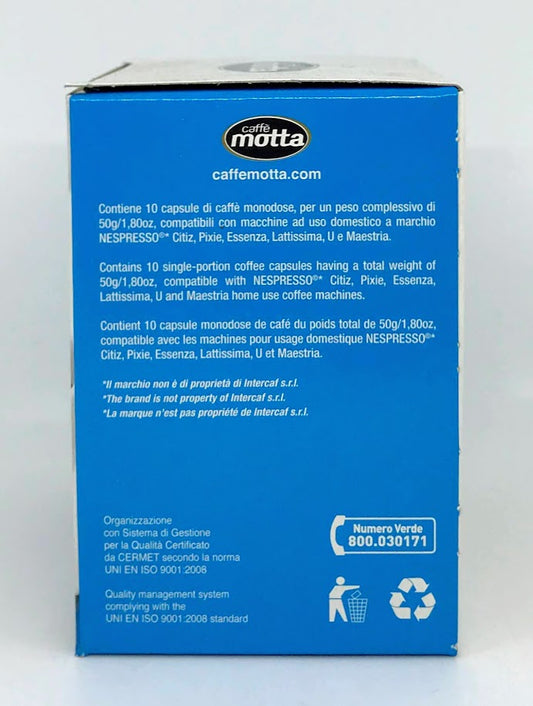 caffè
motta
caffemotta.com
Contiene 10 capsule di caffè monodose, per un peso complessivo di
50g/1,80oz, compatibili con macchine ad uso domestico a marchio
NESPRESSO®* Citiz, Pixie, Essenza, Lattissima, U e Maestria.
Contains 10 single-portion coffee capsules having a total weight of
50g/1,80oz, compatible with NESPRESSO®* Citiz, Pixie, Essenza,
Lattissima, U and Maestria home use coffee machines.
Contient 10 capsule monodose de café du poids total de 50g/1,80oz,
compatible avec les machines pour usage domestique NESPRESSO®*
Citiz, Pixie, Essenza, Lattissima, U et Maestria.
*Il marchio non è di proprietà di Intercaf s.r.l.
*The brand is not property of Intercaf s.r.l.
*La marque n'est pas propriété de Intercaf s.r.l.
Organizzazione
con Sistema di Gestione
per la Qualità Certificato
da CERMET secondo la norma
UNI EN ISO 9001:2008
Quality management system
complying with the
UNI EN ISO 9001:2008 standard
Numero Verde
800.030171